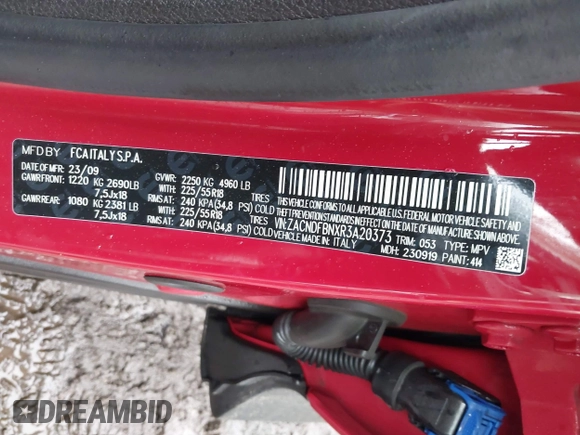 MFD BY FCA ITALY S.P.A.
DATE OF MFR: 23/09 GVWR: 2250 KG 4960 LB
GAWR FRONT: 1220 KG 2690LB WITH: 225/55R18 TIRES
7,5Jx18 RIMS AT: 240 KPA(34,8 PSI) COLD
GAWR REAR: 1080 KG 2381LB WITH: 225/55R18 TIRES
7,5Jx18 RIMS AT: 240 KPA(34,8 PSI) COLD
THIS VEHICLE CONFORMS TO ALL APPLICABLE U.S. FEDERAL MOTOR VEHICLE
SAFETY, BUMPER AND THEFT PREVENTION STANDARDS IN EFFECT ON THE DATE OF MANUFACTURE SHOWN ABOVE.
VIN: ZACNDFBNXR3A20373 TRIM: 053 TYPE: MPV
VEHICLE MADE IN: ITALY MDH: 230919 PAINT: 414
DREAMBID